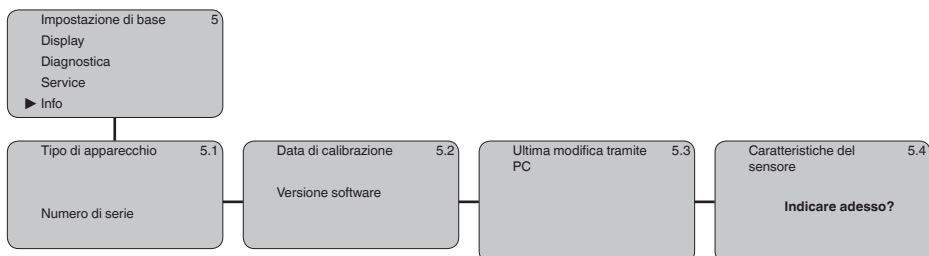 Impostazione di base 5
Display
Diagnostica
Service
▶ Info
Tipo di apparecchio 5.1
Numero di serie
Data di calibrazione 5.2
Versione software
Ultima modifica tramite 5.3
PC
Caratteristiche del 5.4
sensore
Indicare adesso?